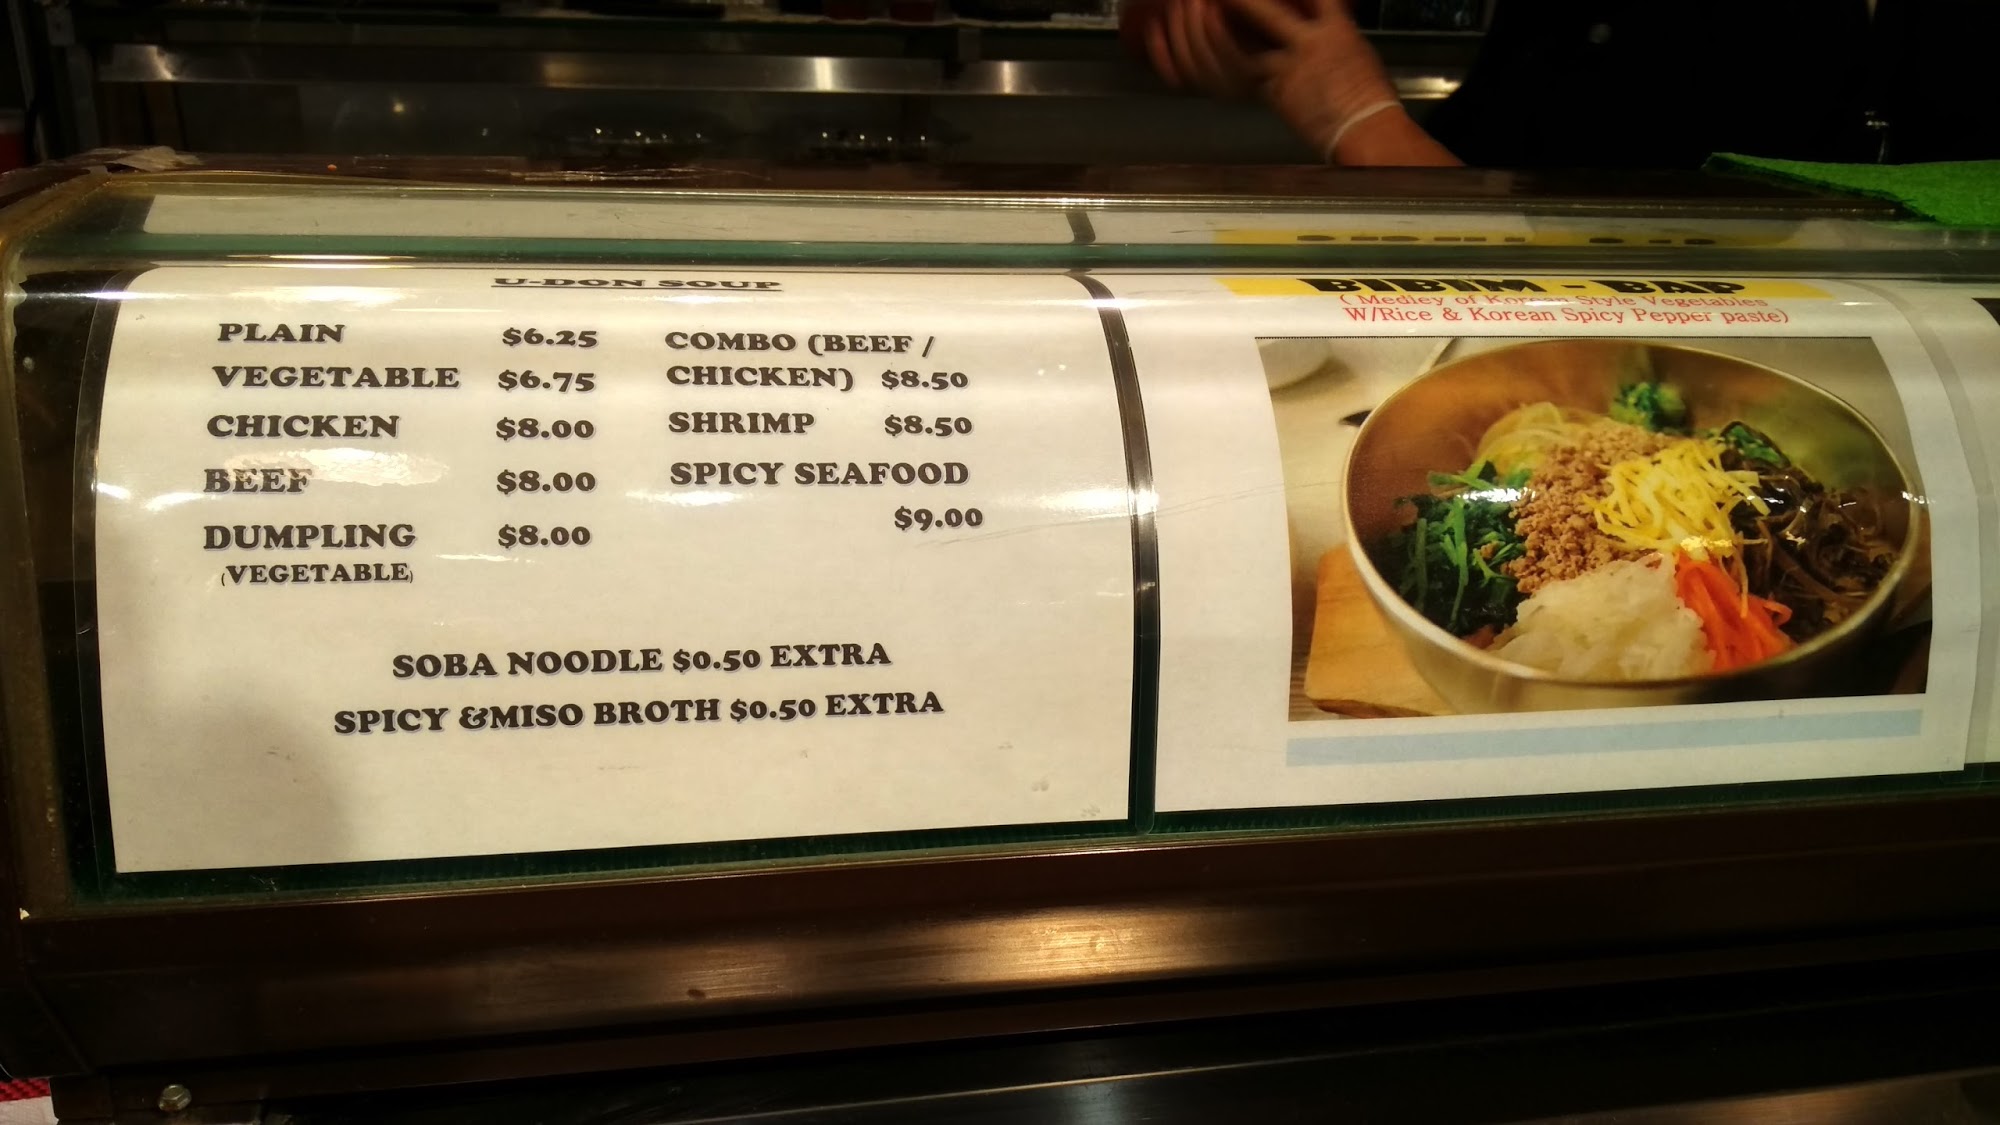 U-DON SOUP
PLAIN $6.25
VEGETABLE $6.75
CHICKEN $8.00
BEEF $8.00
DUMPLING $8.00
(VEGETABLE)
COMBO (BEEF /
CHICKEN) $8.50
SHRIMP $8.50
SPICY SEAFOOD
$9.00
SOBA NOODLE $0.50 EXTRA
SPICY &MISO BROTH $0.50 EXTRA
BIBIM - BAP
( Medley of Korean Style Vegetables
W/Rice & Korean Spicy Pepper paste)